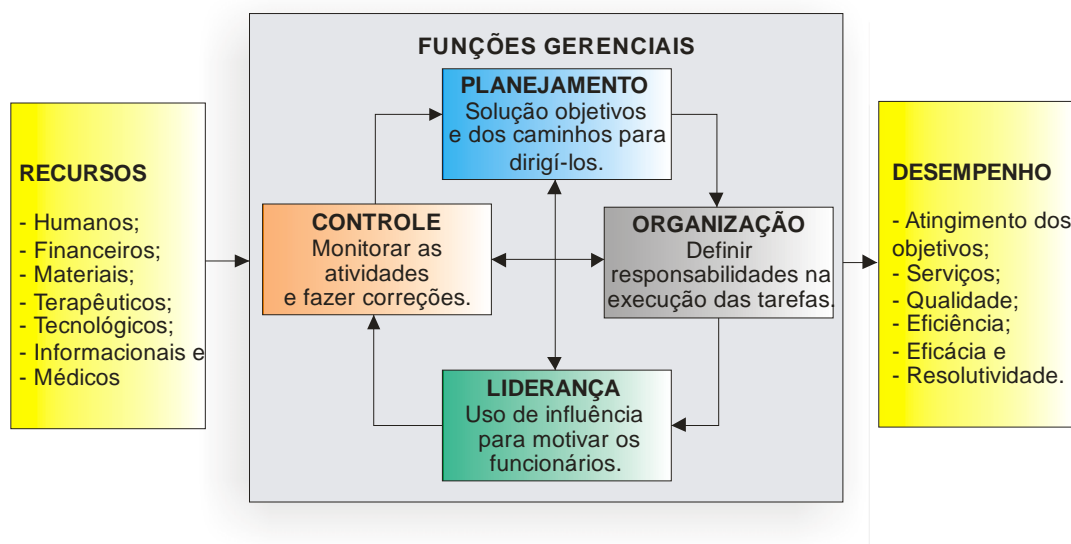 FUNÇÕES GERENCIAIS
PLANEJAMENTO
Solução objetivos
e dos caminhos para
dirigí-los.
RECURSOS
- Humanos;
- Financeiros;
- Materiais;
- Terapêuticos;
- Tecnológicos;
- Informacionais e
- Médicos
CONTROLE
Monitorar as
atividades
e fazer correções.
ORGANIZAÇÃO
Definir
responsabilidades na
execução das tarefas.
LIDERANÇA
Uso de influência
para motivar os
funcionários.
DESEMPENHO
- Atingimento dos
objetivos;
- Serviços;
- Qualidade;
- Eficiência;
- Eficácia e
- Resolutividade.